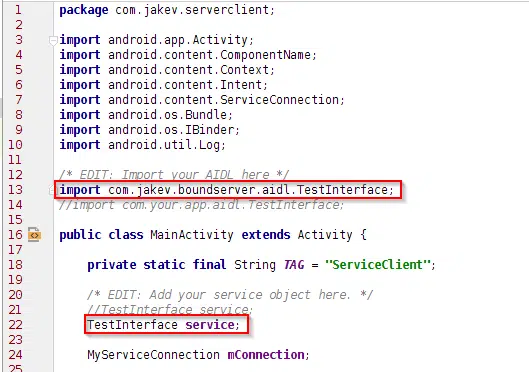 1 package com.jakev.serverclient;
2
3 import android.app.Activity;
4 import android.content.ComponentName;
5 import android.content.Context;
6 import android.content.Intent;
7 import android.content.ServiceConnection;
8 import android.os.Bundle;
9 import android.os.IBinder;
10 import android.util.Log;
11
12 /* EDIT: Import your AIDL here */
13 import com.jakev.boundserver.aidl.TestInterface;
14 //import com.your.app.aidl.TestInterface;
15
16 public class MainActivity extends Activity {
17
18 private static final String TAG = "ServiceClient";
19
20 /* EDIT: Add your service object here. */
21 //TestInterface service;
22 TestInterface service;
23
24 MyServiceConnection mConnection;